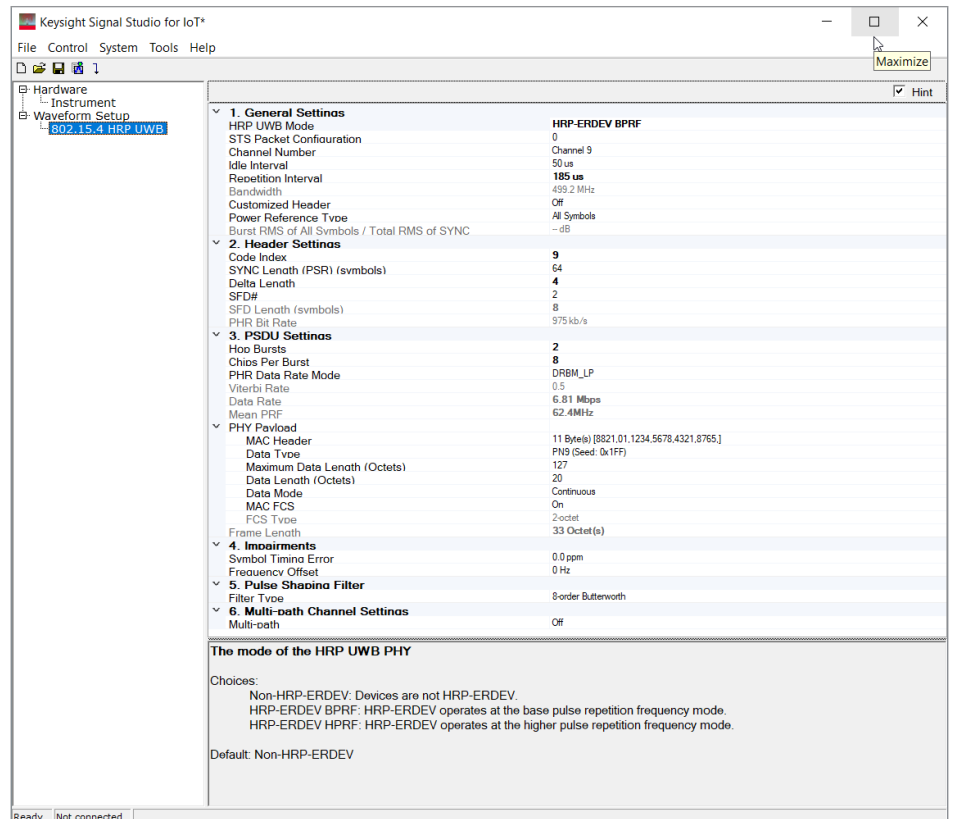 Keysight Signal Studio for IoT*
File Control System Tools Help
Maximize
Hardware
Instrument
Waveform Setup
802.15.4 HRP UWB
Hint
1. General Settings
HRP UWB Mode HRP-ERDEV BPRF
STS Packet Configuration 0
Channel Number Channel 9
Idle Interval 50 us
Repetition Interval 185 us
Bandwidth 499.2 MHz
Customized Header Off
Power Reference Type All Symbols
Burst RMS of All Symbols / Total RMS of SYNC -- dB
2. Header Settings
Code Index 9
SYNC Length (PSR) (symbols) 64
Delta Length 4
SFD# 2
SFD Length (symbols) 8
PHR Bit Rate 975 kb/s
3. PSDU Settings
Hop Bursts 2
Chips Per Burst 8
PHR Data Rate Mode DRBM_LP
Viterbi Rate 0.5
Data Rate 6.81 Mbps
Mean PRF 62.4MHz
PHY Payload
MAC Header 11 Byte(s) [8821,01,1234,5678,4321,8765,]
Data Type PN9 (Seed: 0x1FF)
Maximum Data Length (Octets) 127
Data Length (Octets) 20
Data Mode Continuous
MAC FCS On
FCS Type 2-octet
Frame Length 33 Octet(s)
4. Impairments
Symbol Timing Error 0.0 ppm
Frequency Offset 0 Hz
5. Pulse Shaping Filter
Filter Type 8-order Butterworth
6. Multi-path Channel Settings
Multi-path Off
The mode of the HRP UWB PHY
Choices:
Non-HRP-ERDEV: Devices are not HRP-ERDEV.
HRP-ERDEV BPRF: HRP-ERDEV operates at the base pulse repetition frequency mode.
HRP-ERDEV HPRF: HRP-ERDEV operates at the higher pulse repetition frequency mode.
Default: Non-HRP-ERDEV
Ready Not connected